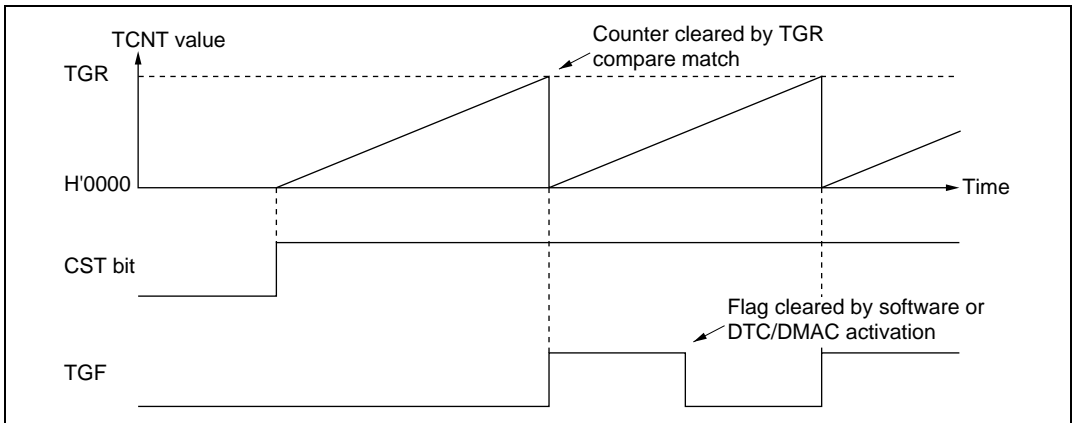 TCNT value
Counter cleared by TGR
compare match
TGR
H'0000
Time
CST bit
Flag cleared by software or
DTC/DMAC activation
TGF